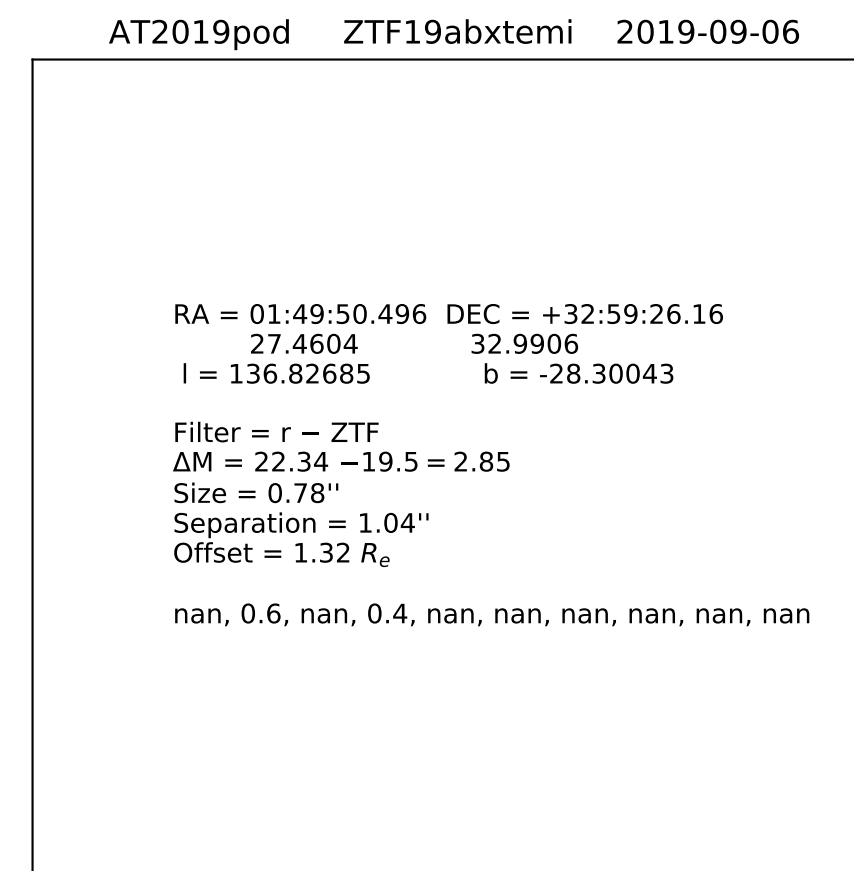 AT2019pod ZTF19abxtemi 2019-09-06
RA = 01:49:50.496 DEC = +32:59:26.16
27.4604 32.9906
l = 136.82685 b = -28.30043
Filter = r − ZTF
ΔM = 22.34 −19.5 = 2.85
Size = 0.78''
Separation = 1.04''
Offset = 1.32 Rₑ
nan, 0.6, nan, 0.4, nan, nan, nan, nan, nan, nan